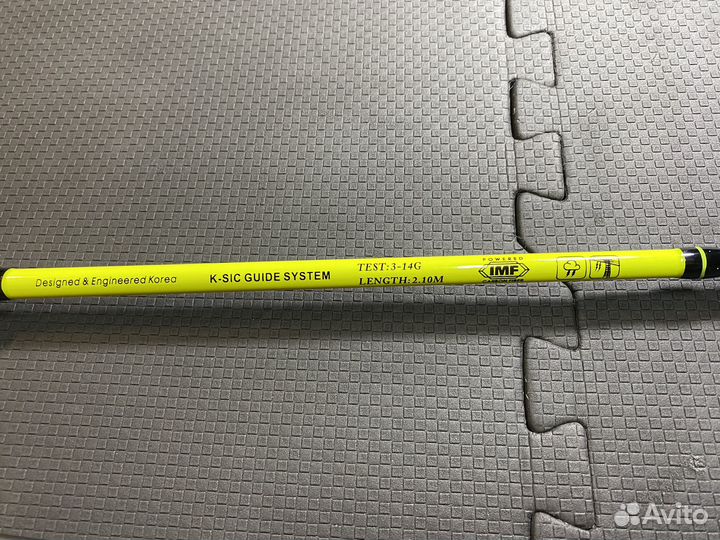 Designed & Engineered Korea
K-SiC GUIDE SYSTEM
TEST:3-14G
LENGTH:2.10M
POWERED
IMF
Avito